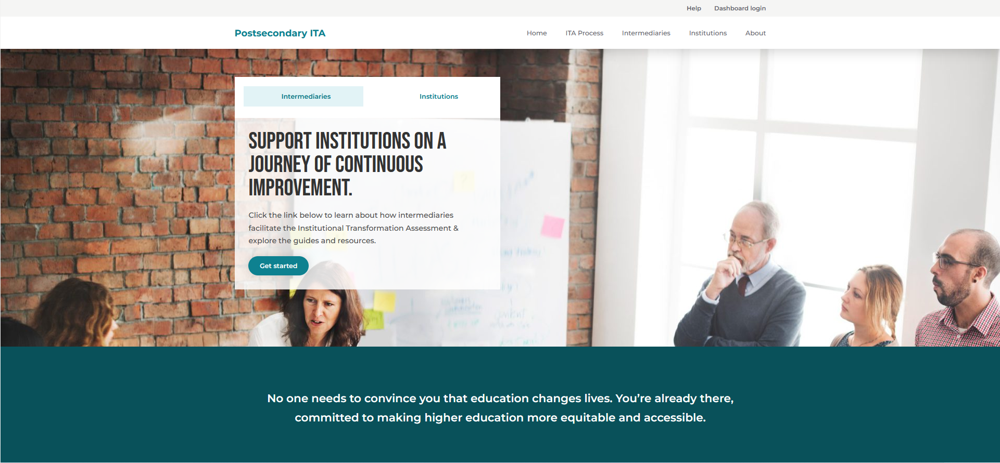 Help Dashboard login
Postsecondary ITA Home ITA Process Intermediaries Institutions About
Intermediaries Institutions
SUPPORT INSTITUTIONS ON A
JOURNEY OF CONTINUOUS
IMPROVEMENT.
Click the link below to learn about how intermediaries
facilitate the Institutional Transformation Assessment &
explore the guides and resources.
Get started
No one needs to convince you that education changes lives. You’re already there,
committed to making higher education more equitable and accessible.